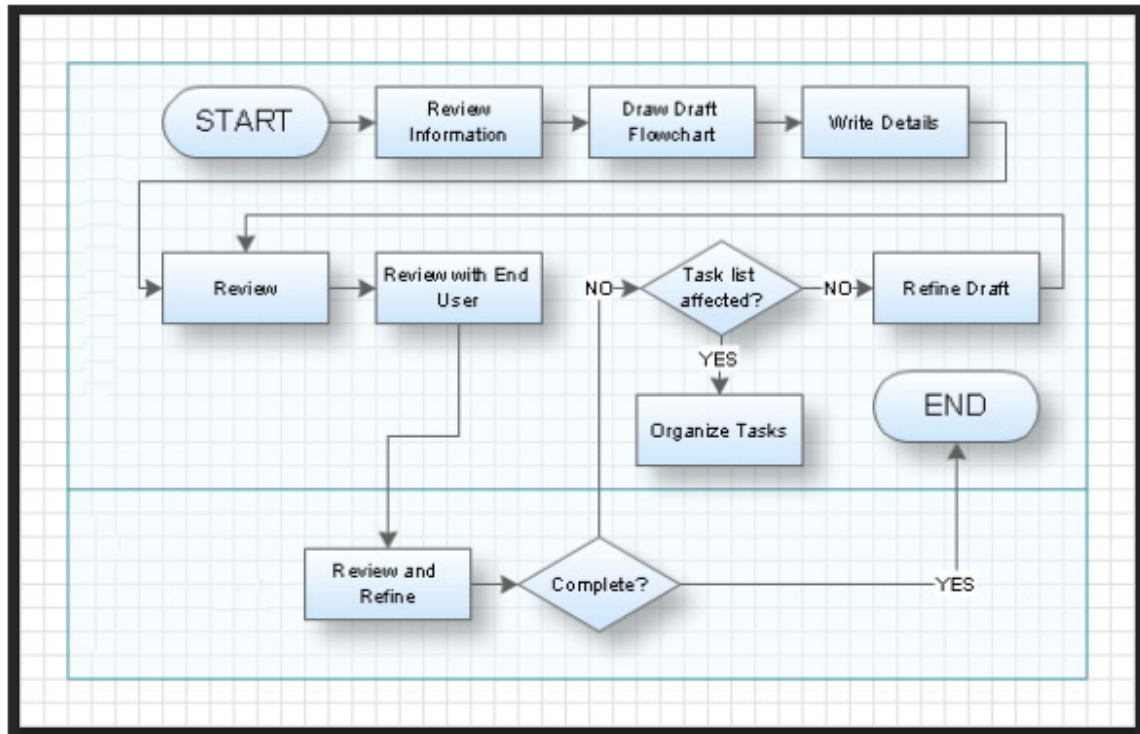 START
Review
Information
Draw Draft
Flowchart
Write Details
Review
Review with End
User
NO
Task list
affected?
NO
Refine Draft
YES
Organize Tasks
END
Review and
Refine
Complete?
YES